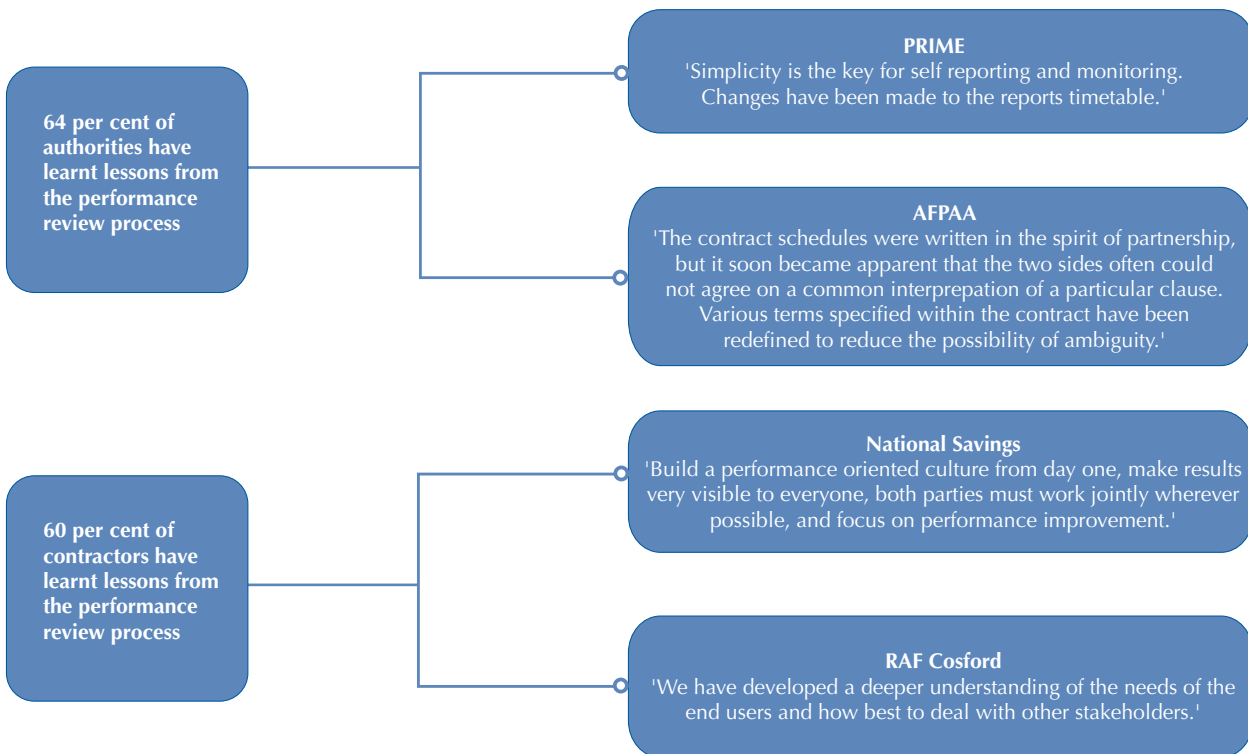 64 per cent of
authorities have
learnt lessons from
the performance
review process
PRIME
'Simplicity is the key for self reporting and monitoring.
Changes have been made to the reports timetable.'
AFPAA
'The contract schedules were written in the spirit of partnership,
but it soon became apparent that the two sides often could
not agree on a common interprepation of a particular clause.
Various terms specified within the contract have been
redefined to reduce the possibility of ambiguity.'
60 per cent of
contractors have
learnt lessons from
the performance
review process
National Savings
'Build a performance oriented culture from day one, make results
very visible to everyone, both parties must work jointly wherever
possible, and focus on performance improvement.'
RAF Cosford
'We have developed a deeper understanding of the needs of the
end users and how best to deal with other stakeholders.'